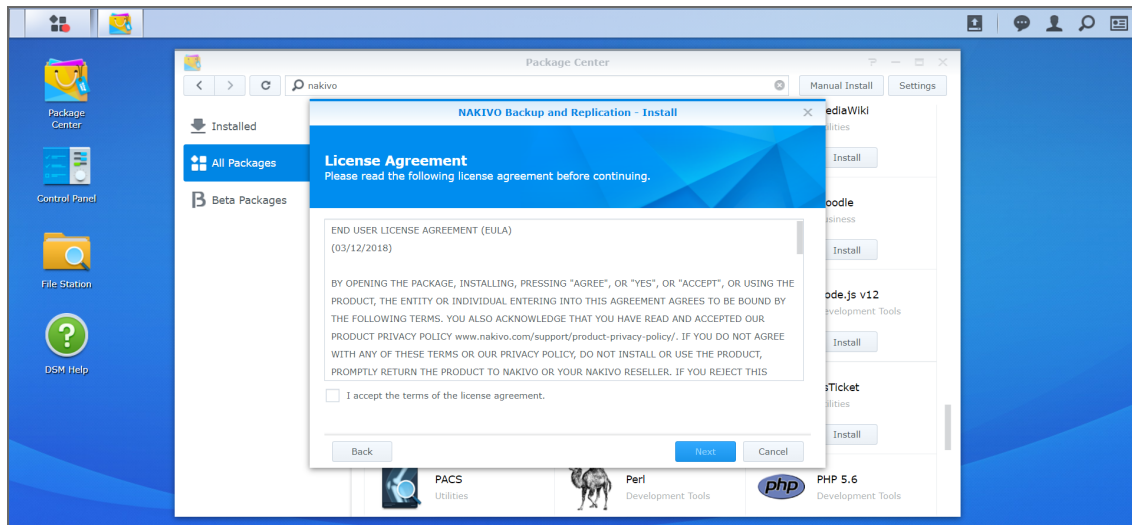 Package Center
nakivo
Manual Install
Settings
Package
Center
Control Panel
File Station
DSM Help
Installed
All Packages
Beta Packages
NAKIVO Backup and Replication - Install
License Agreement
Please read the following license agreement before continuing.
END USER LICENSE AGREEMENT (EULA)
(03/12/2018)
BY OPENING THE PACKAGE, INSTALLING, PRESSING "AGREE", OR "YES", OR "ACCEPT", OR USING THE
PRODUCT, THE ENTITY OR INDIVIDUAL ENTERING INTO THIS AGREEMENT AGREES TO BE BOUND BY
THE FOLLOWING TERMS. YOU ALSO ACKNOWLEDGE THAT YOU HAVE READ AND ACCEPTED OUR
PRODUCT PRIVACY POLICY www.nakivo.com/support/product-privacy-policy/. IF YOU DO NOT AGREE
WITH ANY OF THESE TERMS OR OUR PRIVACY POLICY, DO NOT INSTALL OR USE THE PRODUCT,
PROMPTLY RETURN THE PRODUCT TO NAKIVO OR YOUR NAKIVO RESELLER. IF YOU REJECT THIS
I accept the terms of the license agreement.
Back
Next
Cancel
ediaWiki
ilities
Install
oodle
usiness
Install
ode.js v12
evelopment Tools
Install
sTicket
ilities
Install
PACS
Utilities
Perl
Development Tools
php
PHP 5.6
Development Tools